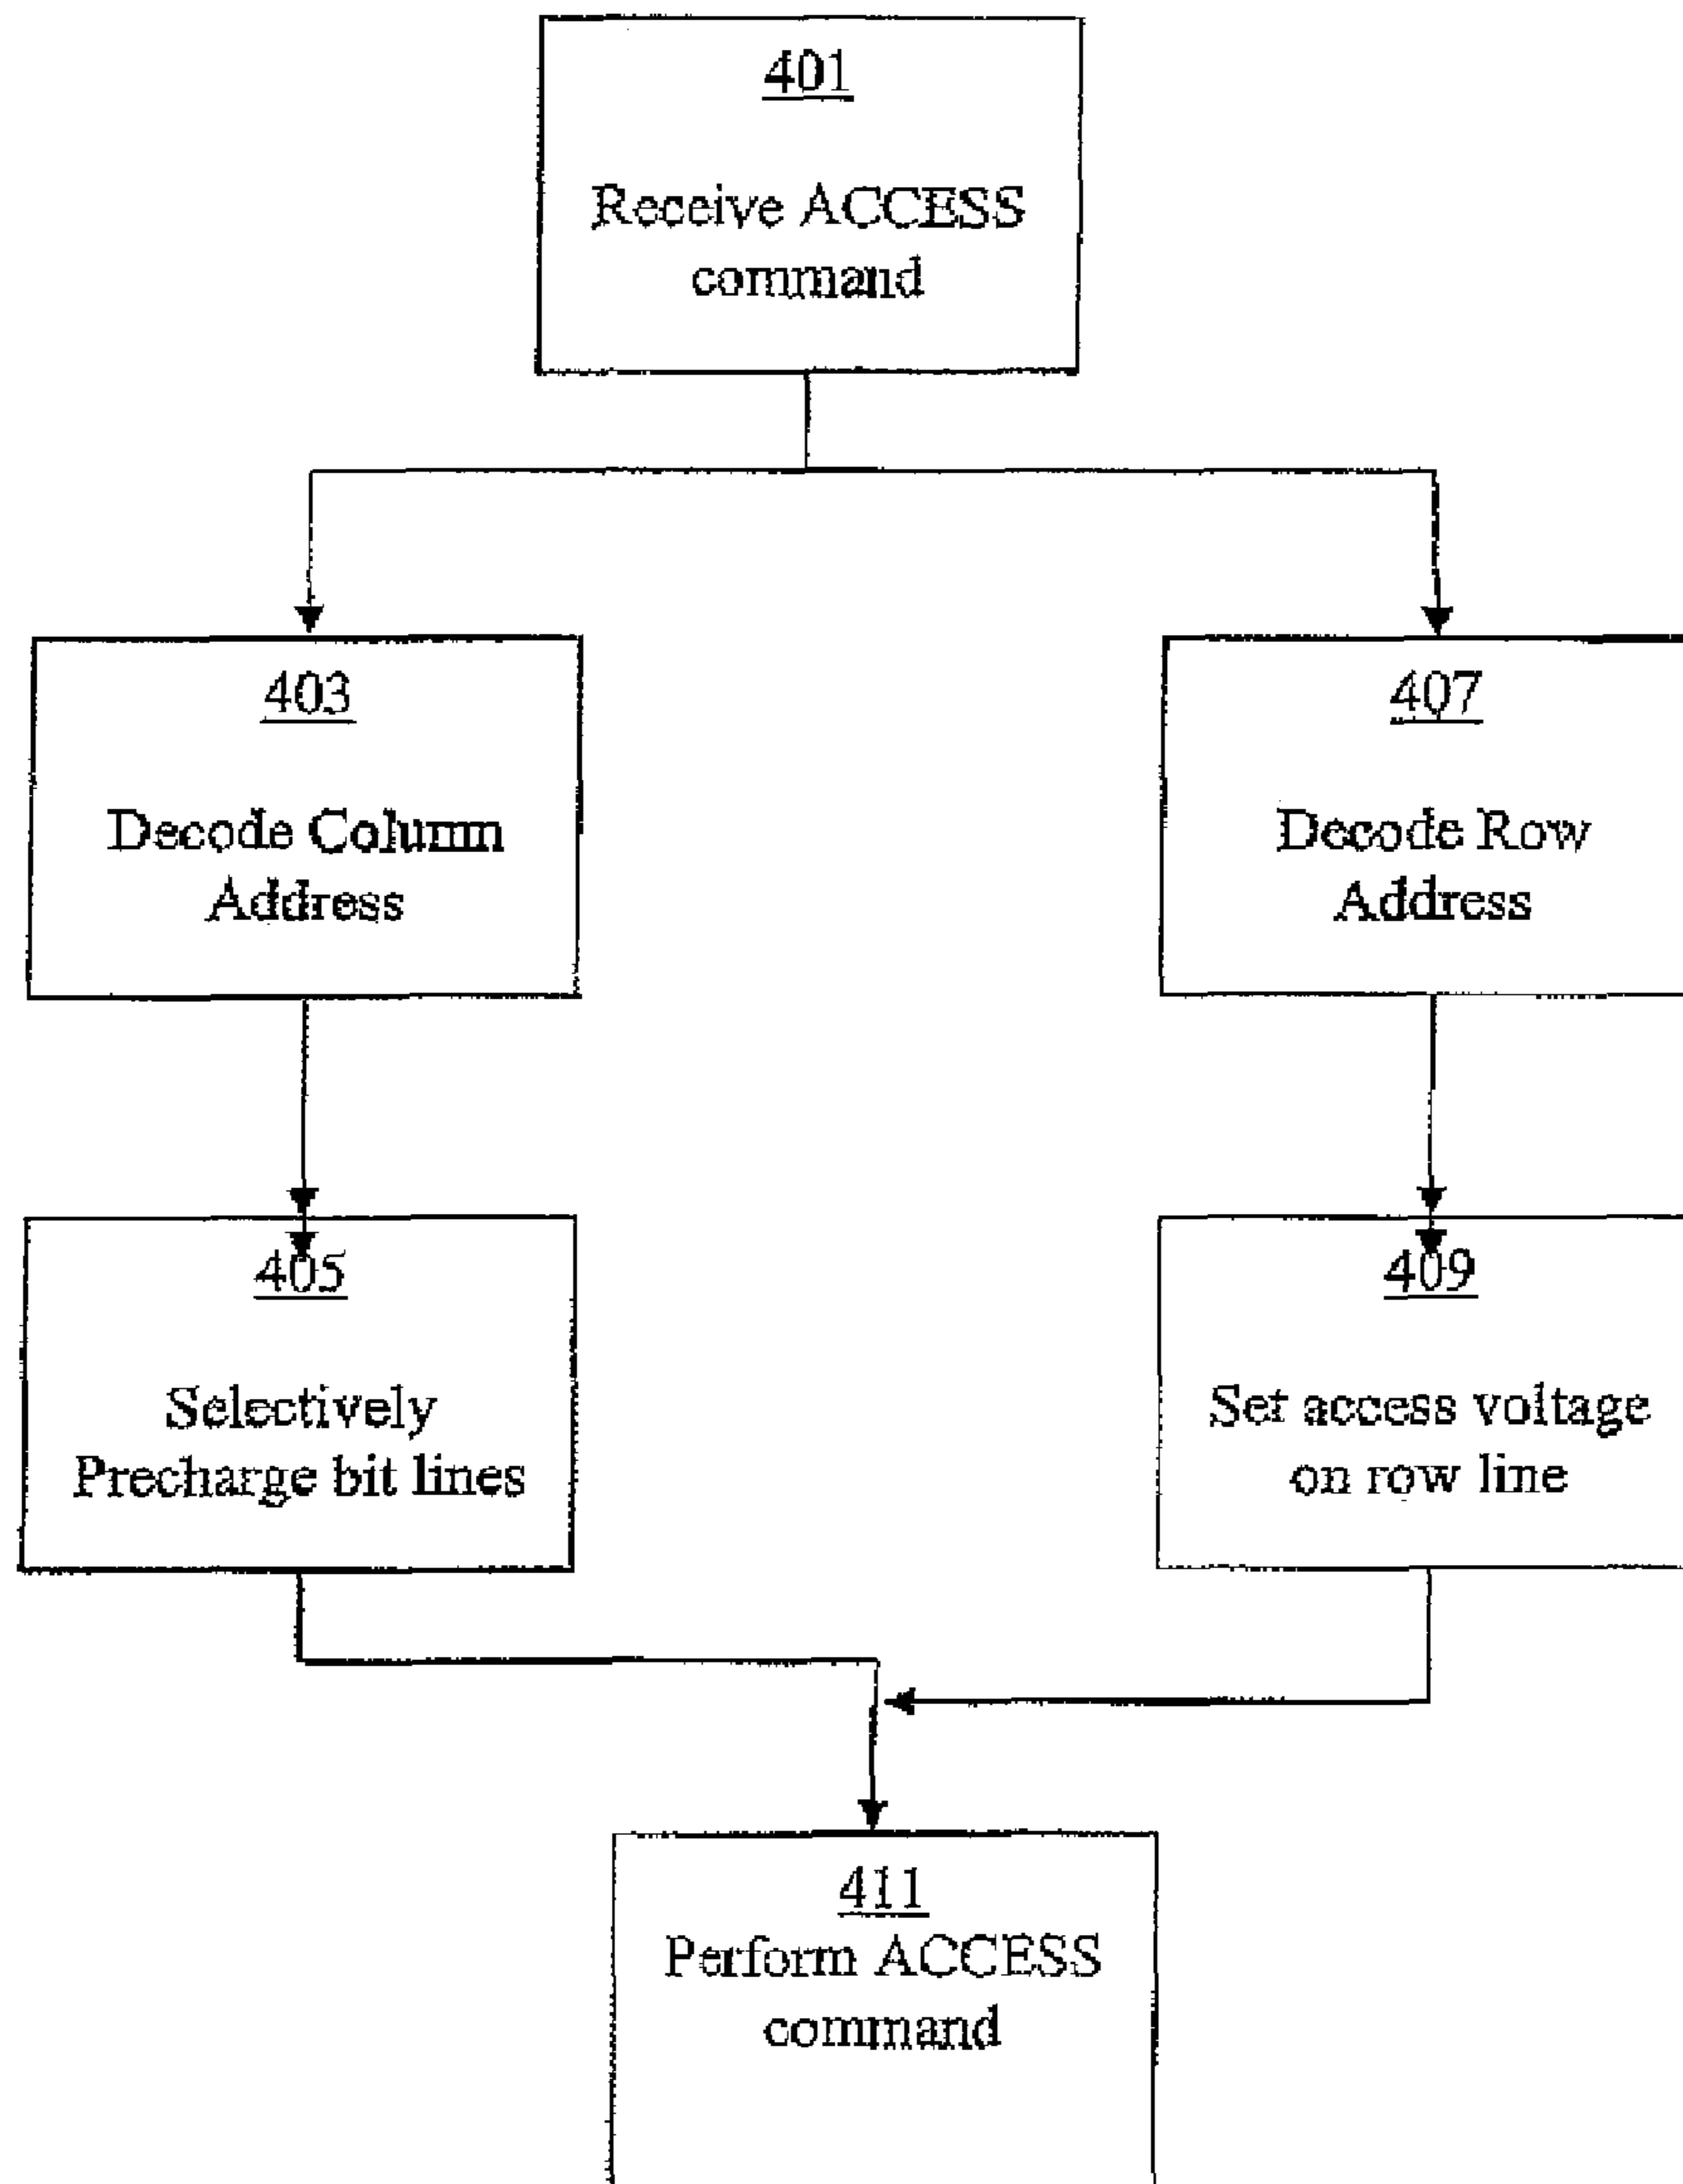 401
Receive ACCESS
command
403
Decode Column
Address
407
Decode Row
Address
405
Selectively
Precharge bit lines
409
Set access voltage
on row line
411
Perform ACCESS
command